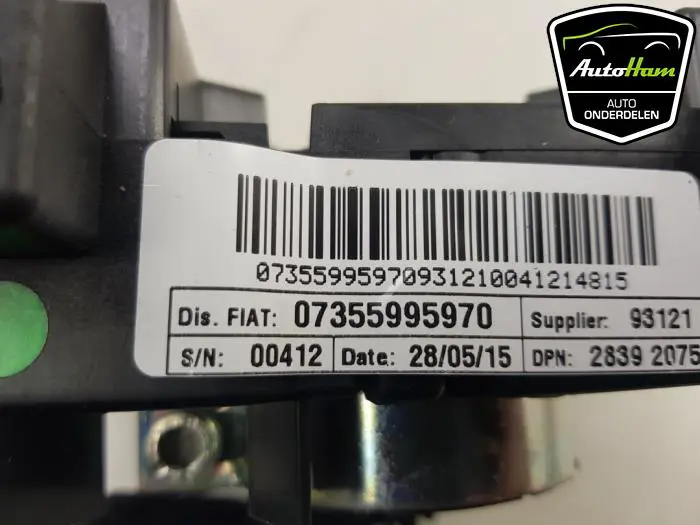 AutoHam
AUTO
ONDERDELEN
07355995970931210041214815
Dis. FIAT: 07355995970 Supplier: 93121
S/N: 00412 Date: 28/05/15 DPN: 2839 2075